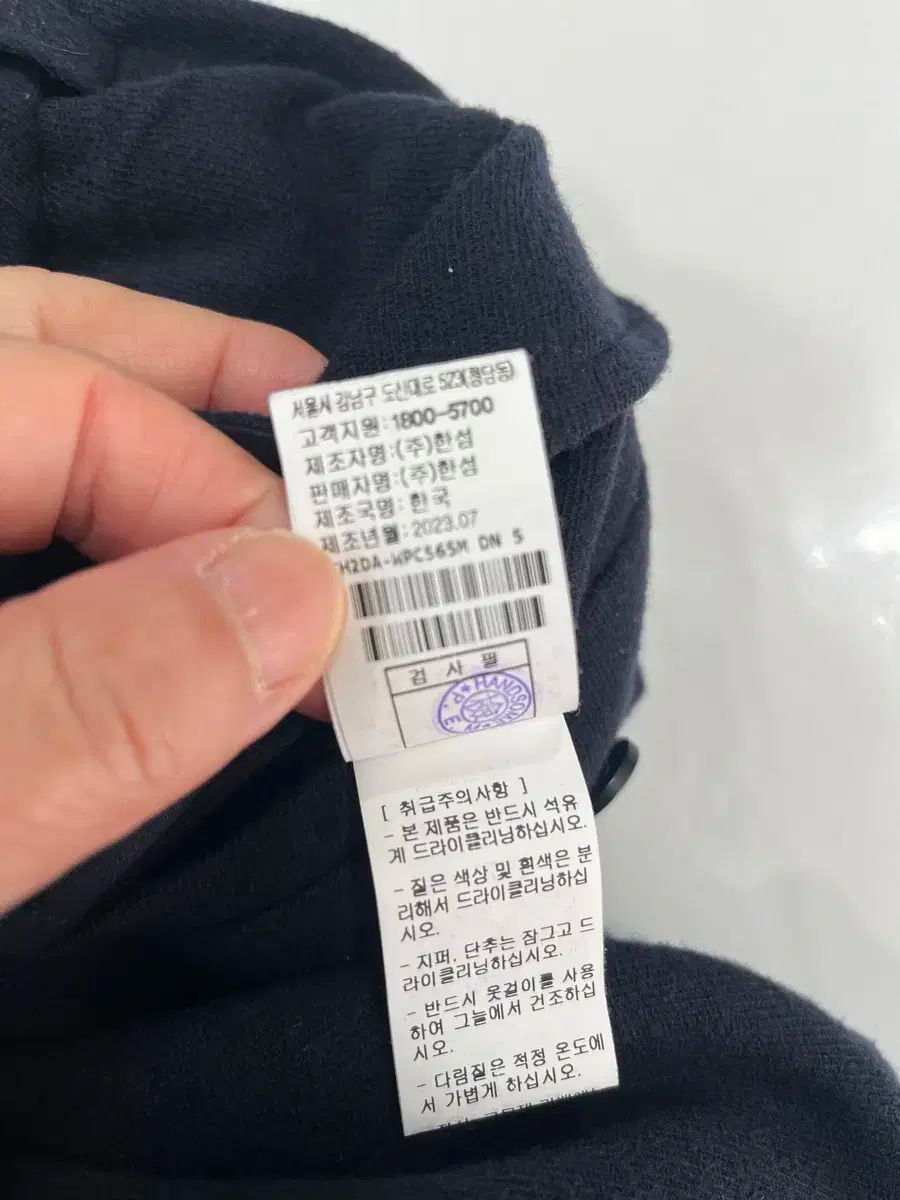 서울시 강남구 도산대로 523(청담동)
고객지원:1800-5700
제조자명:(주)한섬
판매자명:(주)한섬
제조국명: 한국
제조년월:2023.07
H2DA-WPC565M DN S
검 사 필
HANDSOME
[ 취급주의사항 ]
- 본 제품은 반드시 석유
계 드라이클리닝하십시오.
- 짙은 색상 및 흰색은 분
리해서 드라이클리닝하십
시오.
- 지퍼, 단추는 잠그고 드
라이클리닝하십시오.
- 반드시 옷걸이를 사용
하여 그늘에서 건조하십
시오.
- 다림질은 적정 온도에
서 가볍게 하십시오.